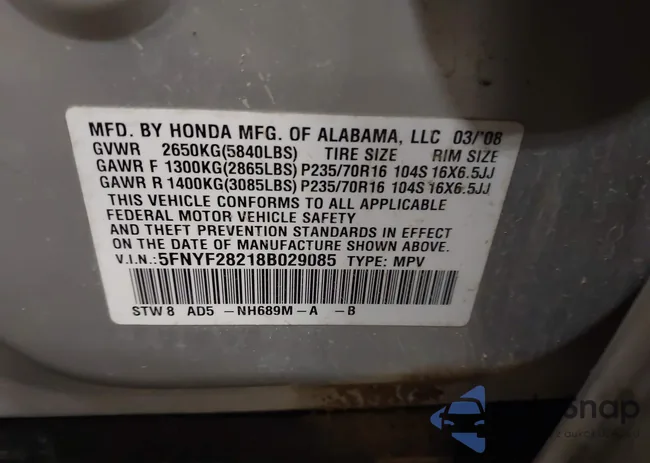 MFD. BY HONDA MFG. OF ALABAMA, LLC 03/'08
GVWR 2650KG(5840LBS) TIRE SIZE RIM SIZE
GAWR F 1300KG(2865LBS) P235/70R16 104S 16X6.5JJ
GAWR R 1400KG(3085LBS) P235/70R16 104S 16X6.5JJ
THIS VEHICLE CONFORMS TO ALL APPLICABLE
FEDERAL MOTOR VEHICLE SAFETY
AND THEFT PREVENTION STANDARDS IN EFFECT
ON THE DATE OF MANUFACTURE SHOWN ABOVE.
V.I.N.:5FNYF28218B029085 TYPE: MPV
STW 8 AD5 -NH689M-A -B